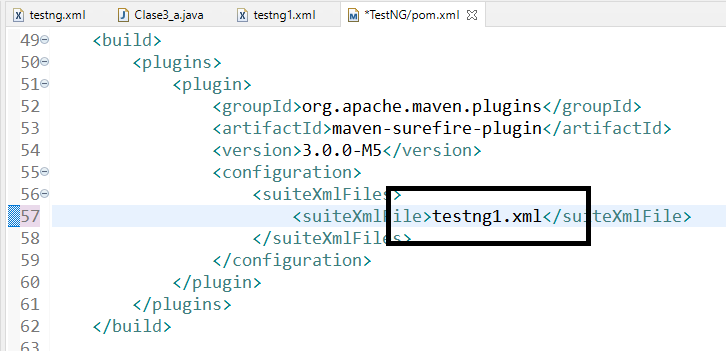 testng.xml Clase3_a.java testng1.xml *TestNG/pom.xml
49 <build>
50 <plugins>
51 <plugin>
52 <groupId>org.apache.maven.plugins</groupId>
53 <artifactId>maven-surefire-plugin</artifactId>
54 <version>3.0.0-M5</version>
55 <configuration>
56 <suiteXmlFiles>
57 <suiteXmlFile>testng1.xml</suiteXmlFile>
58 </suiteXmlFiles>
59 </configuration>
60 </plugin>
61 </plugins>
62 </build>
63